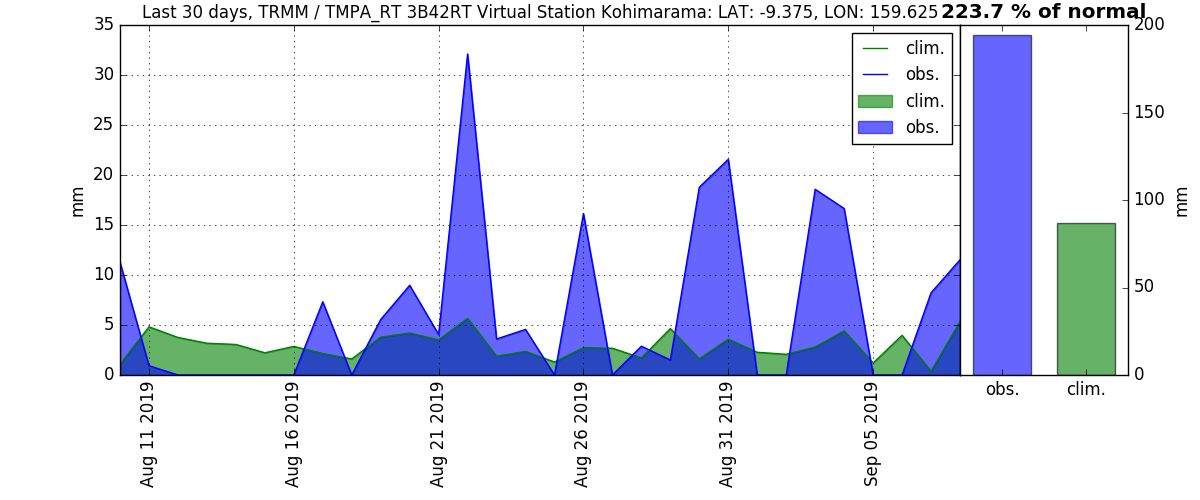 Last 30 days, TRMM / TMPA_RT 3B42RT Virtual Station Kohimarama: LAT: -9.375, LON: 159.625
223.7 % of normal
35
30
25
20
15
10
5
0
mm
clim.
obs.
clim.
obs.
Aug 11 2019
Aug 16 2019
Aug 21 2019
Aug 26 2019
Aug 31 2019
Sep 05 2019
200
150
100
50
0
mm
obs.
clim.